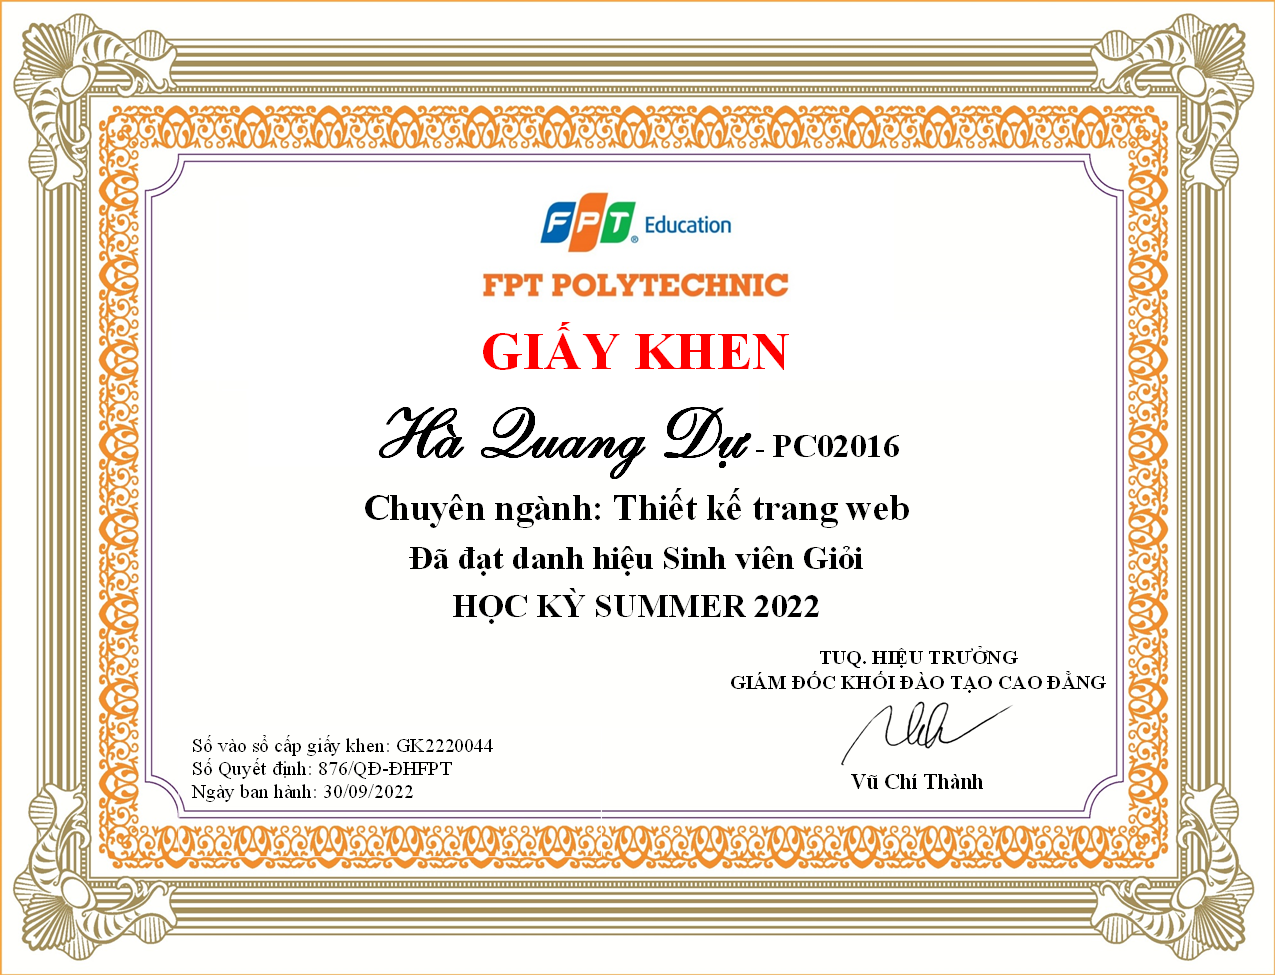 FPT Education
FPT POLYTECHNIC
GIẤY KHEN
Hà Quang Dự - PC02016
Chuyên ngành: Thiết kế trang web
Đã đạt danh hiệu Sinh viên Giỏi
HỌC KỲ SUMMER 2022
TUQ. HIỆU TRƯỞNG
GIÁM ĐỐC KHỐI ĐÀO TẠO CAO ĐẲNG
Số vào sổ cấp giấy khen: GK2220044
Số Quyết định: 876/QĐ-ĐHFPT
Ngày ban hành: 30/09/2022
Vũ Chí Thành